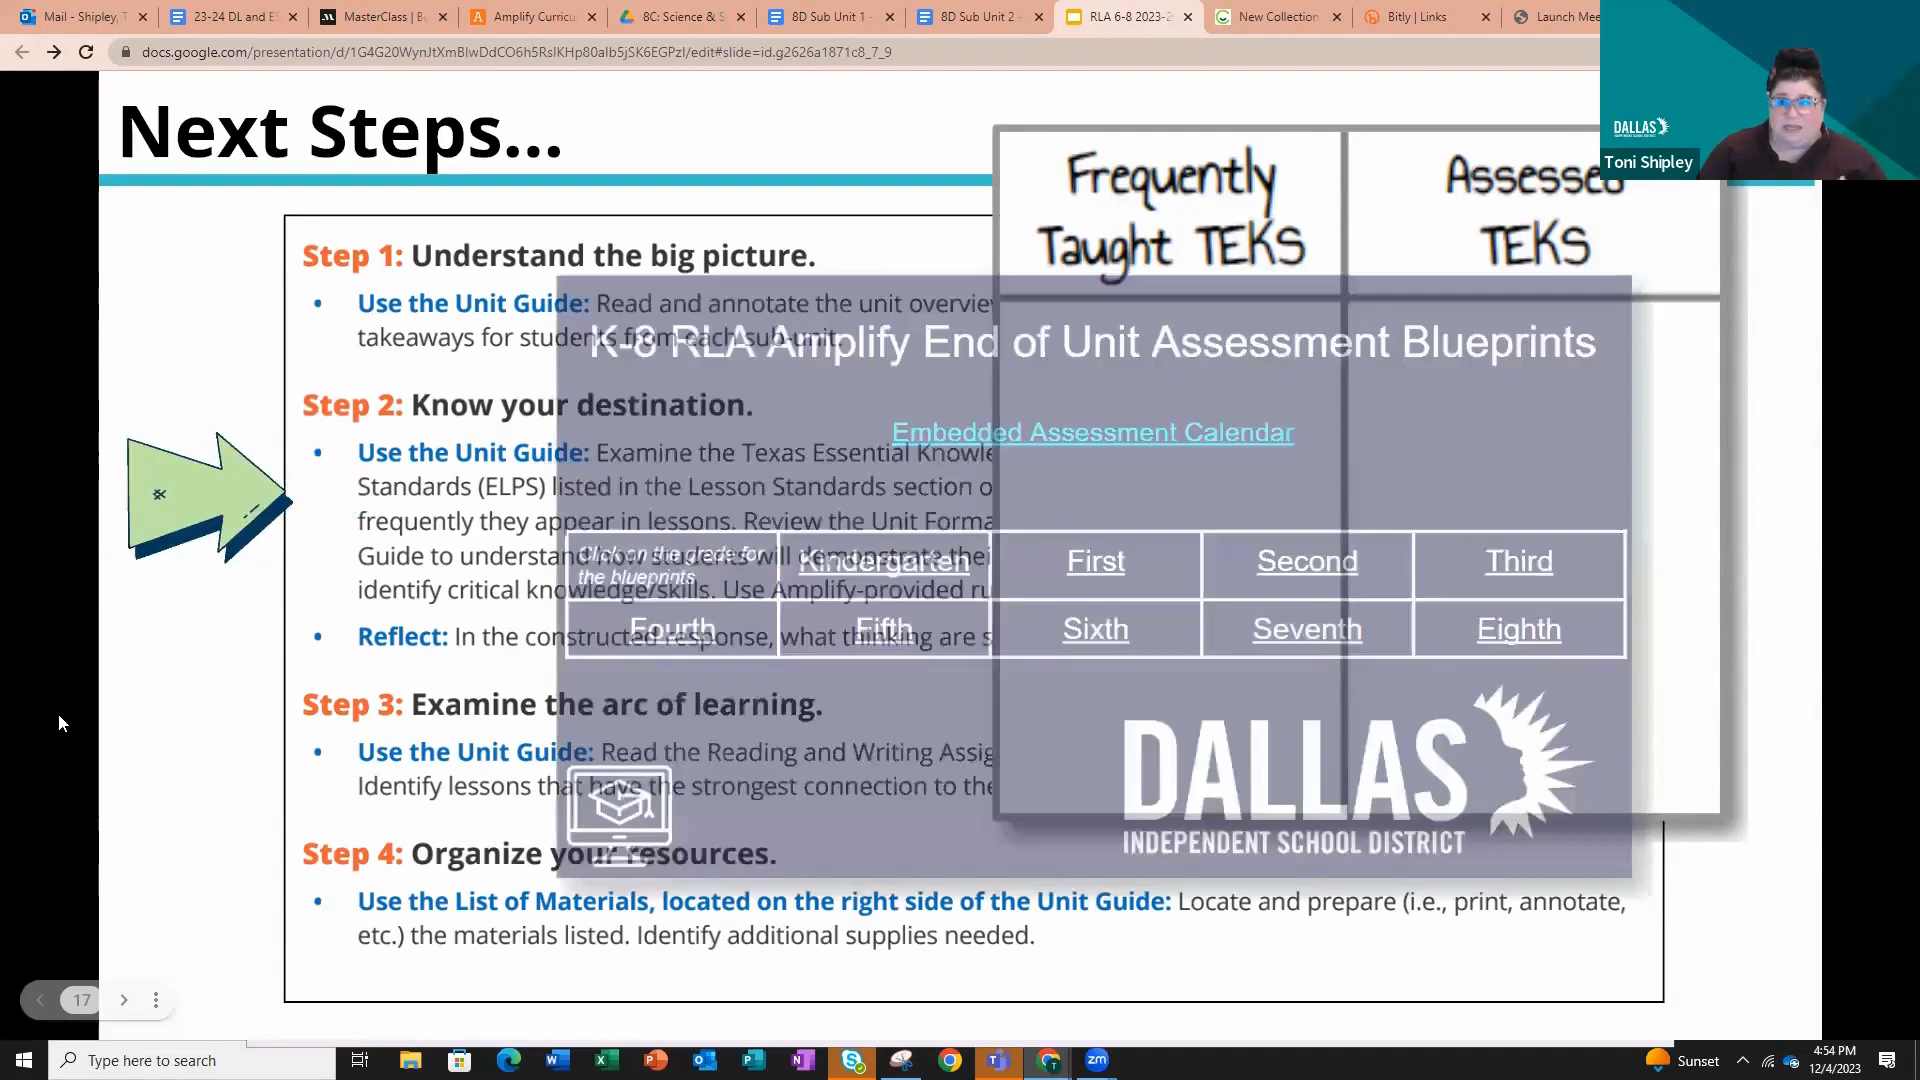 Mail - Shipley, T
23-24 DL and ES
MasterClass | B
Amplify Curricu
8C: Science & S
8D Sub Unit 1 -
8D Sub Unit 2 -
RLA 6-8 2023-2
New Collection
Bitly | Links
Launch Mee
docs.google.com/presentation/d/1G4G20WynJtXmBlwDdCO6h5RslKHp80alb5jSK6EGPzI/edit#slide=id.g2626a1871c8_7_9
DALLAS
Toni Shipley
Next Steps...
Frequently
Taught TEKS
Assessed
TEKS
Step 1: Understand the big picture.
• Use the Unit Guide: Read and annotate the unit overview
takeaways for students from each sub-unit.
K-8 RLA Amplify End of Unit Assessment Blueprints
Embedded Assessment Calendar
Step 2: Know your destination.
• Use the Unit Guide: Examine the Texas Essential Knowle
Standards (ELPS) listed in the Lesson Standards section o
frequently they appear in lessons. Review the Unit Forma
Guide to understand how students will demonstrate thei
identify critical knowledge/skills. Use Amplify-provided ru
• Reflect: In the constructed response, what thinking are s
Click on the grade for
the blueprints
Kindergarten
First
Second
Third
Fourth
Fifth
Sixth
Seventh
Eighth
Step 3: Examine the arc of learning.
• Use the Unit Guide: Read the Reading and Writing Assig
Identify lessons that have the strongest connection to the
DALLAS
INDEPENDENT SCHOOL DISTRICT
Step 4: Organize your resources.
• Use the List of Materials, located on the right side of the Unit Guide: Locate and prepare (i.e., print, annotate,
etc.) the materials listed. Identify additional supplies needed.
17
Type here to search
Sunset
4:54 PM
12/4/2023